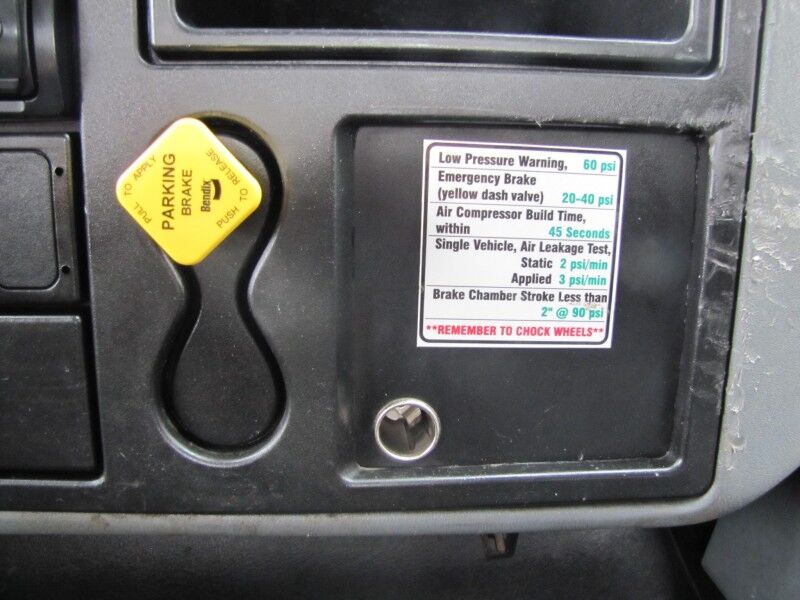 PULL TO APPLY
PARKING
BRAKE
Bendix
PUSH TO RELEASE
Low Pressure Warning, 60 psi
Emergency Brake
(yellow dash valve) 20-40 psi
Air Compressor Build Time,
within 45 Seconds
Single Vehicle, Air Leakage Test,
Static 2 psi/min
Applied 3 psi/min
Brake Chamber Stroke Less than
2" @ 90 psi
**REMEMBER TO CHOCK WHEELS**